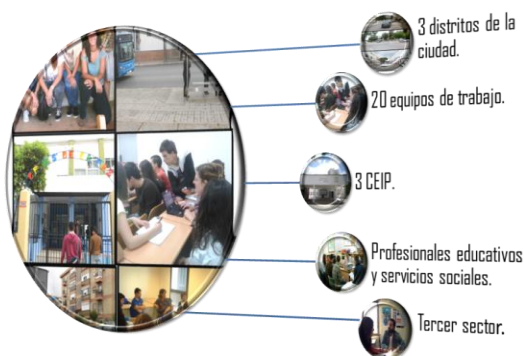 3 distritos de la
ciudad.
20 equipos de trabajo.
3 CEIP.
Profesionales educativos
y servicios sociales.
Tercer sector.